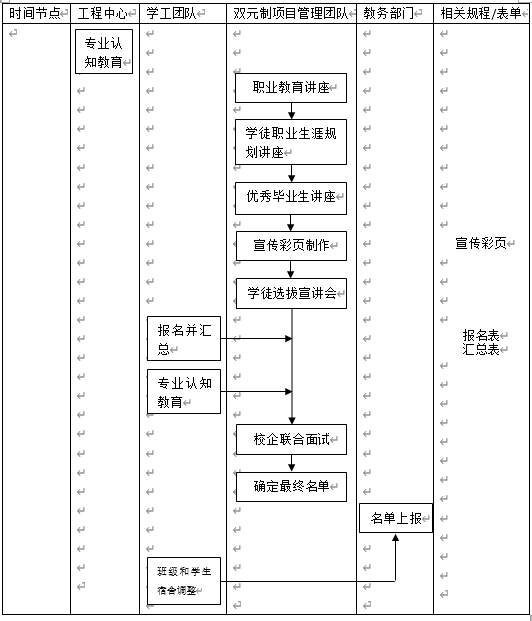 时间节点 工程中心 学工团队 双元制项目管理团队 教务部门 相关规程/表单
专业认
知教育
职业教育讲座
学徒职业生涯规
划讲座
优秀毕业生讲座
宣传彩页制作 宣传彩页
学徒选拔宣讲会
报名并汇
总
报名表
汇总表
专业认知
教育
校企联合面试
确定最终名单
名单上报
班级和学生
宿舍调整